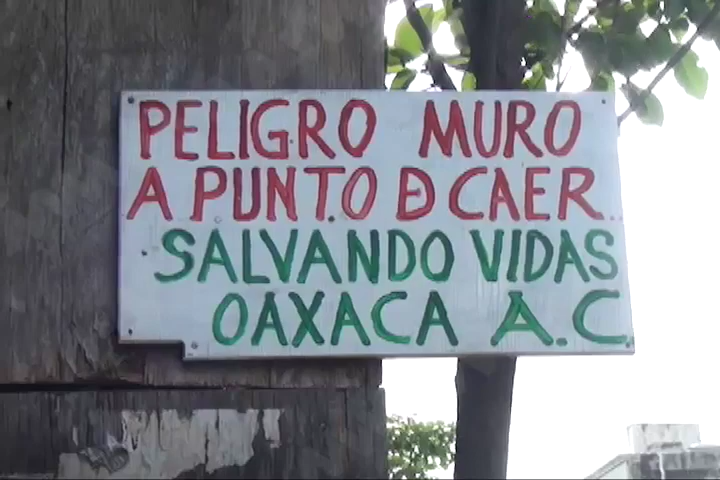 PELIGRO MURO
A PUNTO Đ CAER..
SALVANDO VIDAS
OAXACA A.C.